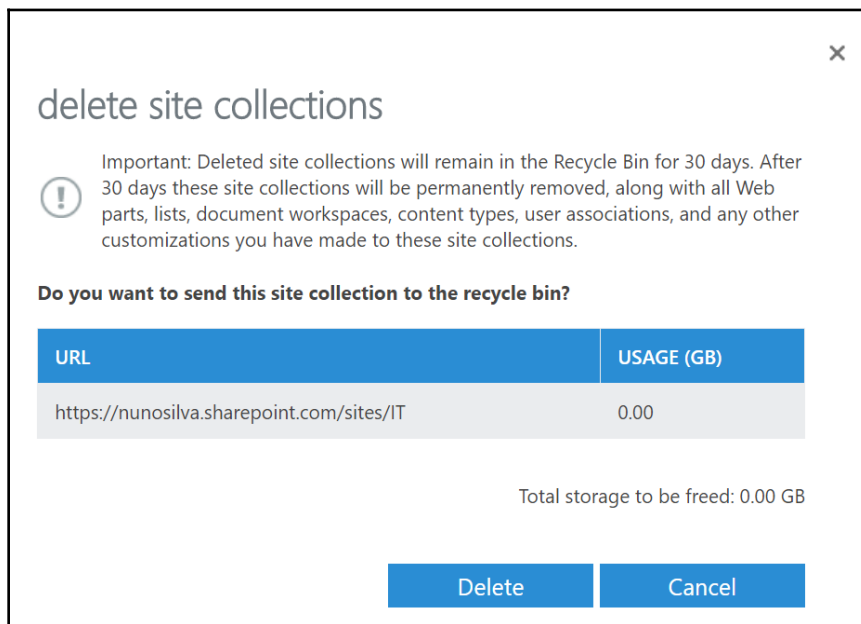 delete site collections
Important: Deleted site collections will remain in the Recycle Bin for 30 days. After
30 days these site collections will be permanently removed, along with all Web
parts, lists, document workspaces, content types, user associations, and any other
customizations you have made to these site collections.
Do you want to send this site collection to the recycle bin?
URL USAGE (GB)
https://nunosilva.sharepoint.com/sites/IT 0.00
Total storage to be freed: 0.00 GB
Delete Cancel